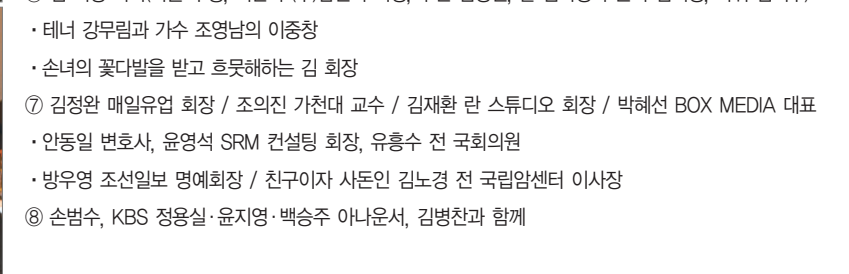 · 테너 강무림과 가수 조영남의 이중창
· 손녀의 꽃다발을 받고 흐뭇해하는 김 회장
⑦ 김정완 매일유업 회장 / 조의진 가천대 교수 / 김재환 란 스튜디오 회장 / 박혜선 BOX MEDIA 대표
· 안동일 변호사, 윤영석 SRM 컨설팅 회장, 유흥수 전 국회의원
· 방우영 조선일보 명예회장 / 친구이자 사돈인 김노경 전 국립암센터 이사장
⑧ 손범수, KBS 정용실·윤지영·백승주 아나운서, 김병찬과 함께